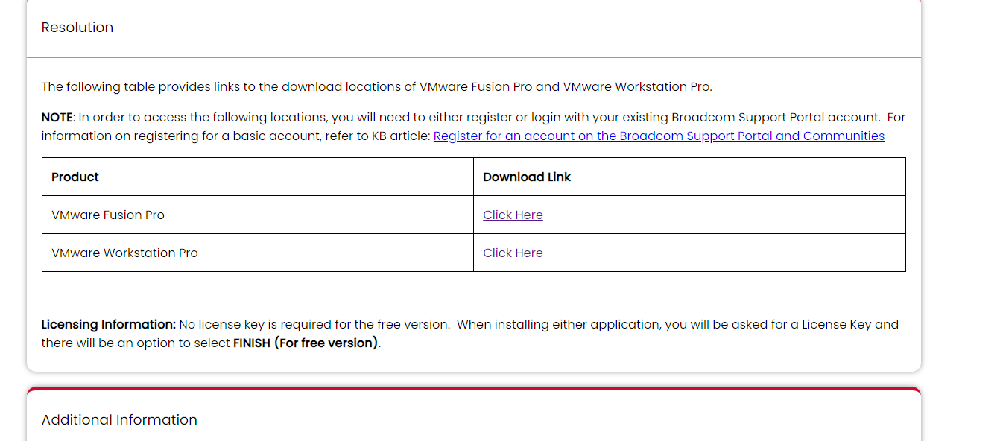 Resolution
The following table provides links to the download locations of VMware Fusion Pro and VMware Workstation Pro.
NOTE: In order to access the following locations, you will need to either register or login with your existing Broadcom Support Portal account.  For
information on registering for a basic account, refer to KB article: Register for an account on the Broadcom Support Portal and Communities
Product Download Link
VMware Fusion Pro Click Here
VMware Workstation Pro Click Here
Licensing Information: No license key is required for the free version.  When installing either application, you will be asked for a License Key and
there will be an option to select FINISH (For free version).
Additional Information